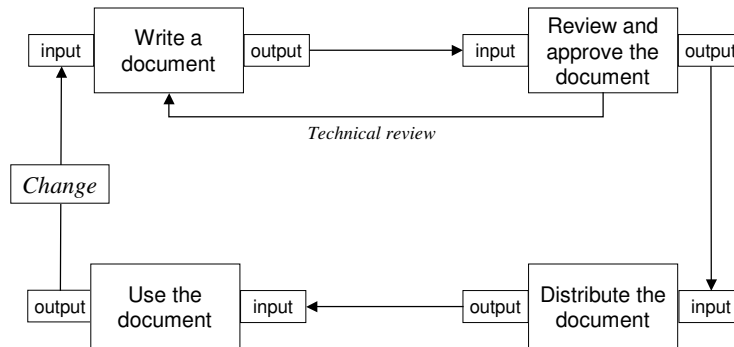 input
Write a
document
output
input
Review and
approve the
document
output
Technical review
Change
output
Use the
document
input
output
Distribute the
document
input